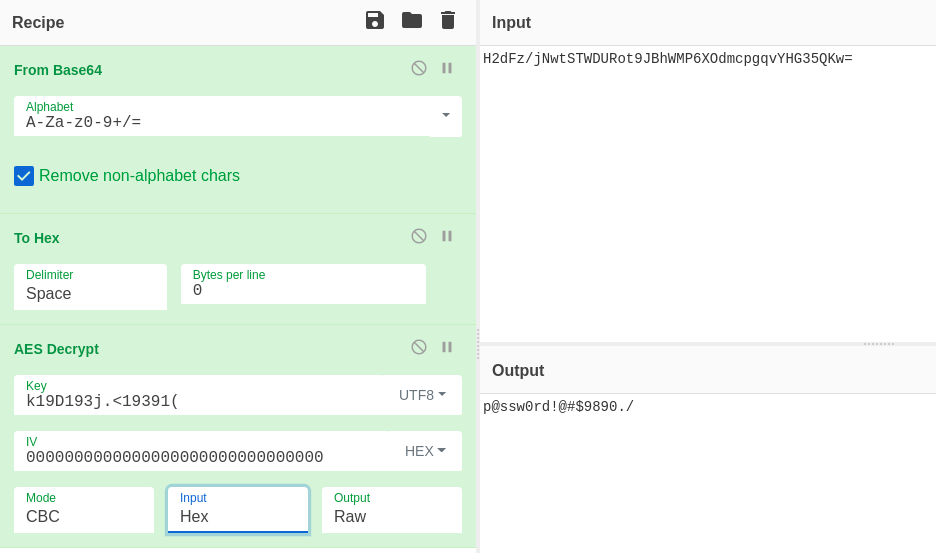 Recipe
From Base64
Alphabet
A-Za-z0-9+/=
Remove non-alphabet chars
To Hex
Delimiter
Space
Bytes per line
0
AES Decrypt
Key
k19D193j.<19391(
UTF8
IV
00000000000000000000000000000000
HEX
Mode
CBC
Input
Hex
Output
Raw
Input
H2dFz/jNwtSTWDURot9JBhWMP6XOdmcpgqvYHG35QKw=
Output
p@ssw0rd!@#$9890./